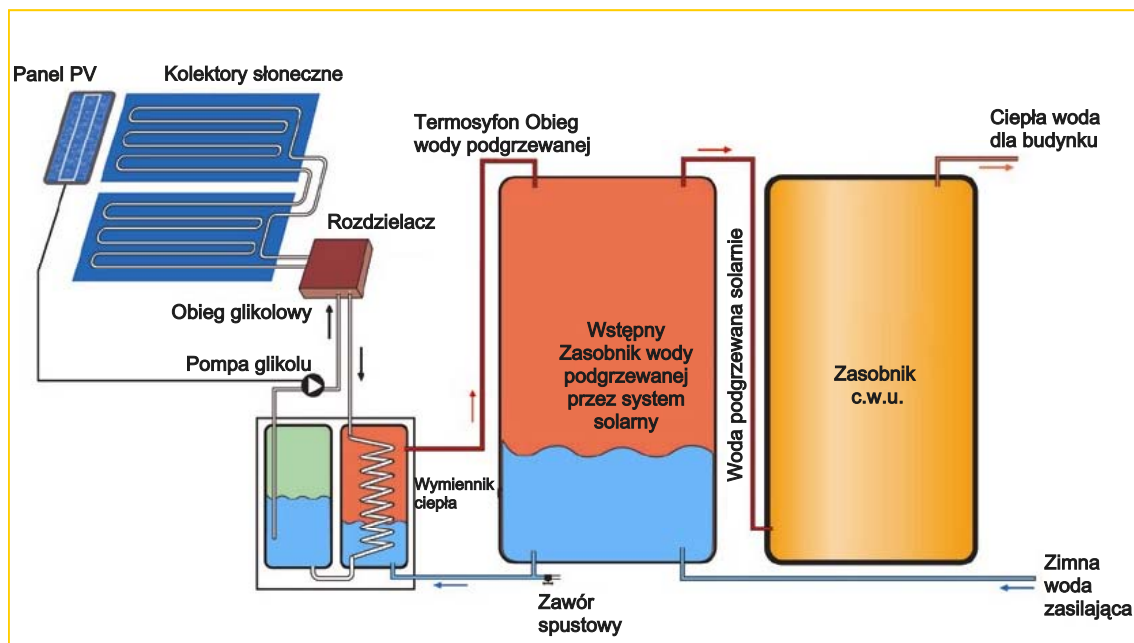 Panel PV
Kolektory słoneczne
Termosyfon Obieg
wody podgrzewanej
Ciepła woda
dla budynku
Rozdzielacz
Obieg glikolowy
Pompa glikolu
Wstępny
Zasobnik wody
podgrzewanej
przez system
solarny
Woda podgrzewana solarnie
Zasobnik
c.w.u.
Wymiennik
ciepła
Zawór
spustowy
Zimna
woda
zasilająca